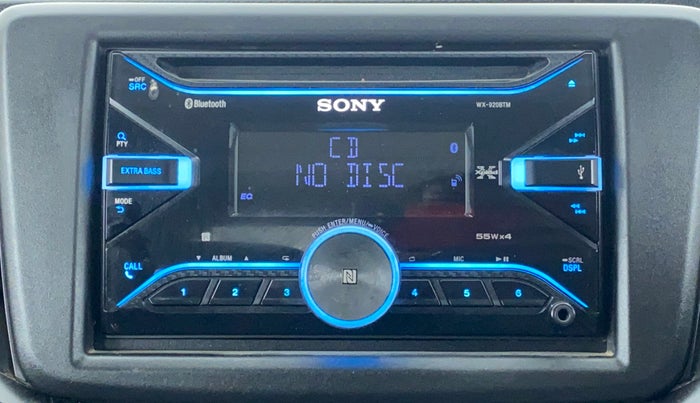 OFF
SRC
Bluetooth
SONY
WX-920BTM
PTY
EXTRA BASS
MODE
CD
NO DISC
EQ
PUSH ENTER/MENU/ VOICE
55W×4
ALBUM
MIC
CALL
SCRL
DSPL
1 2 3 4 5 6